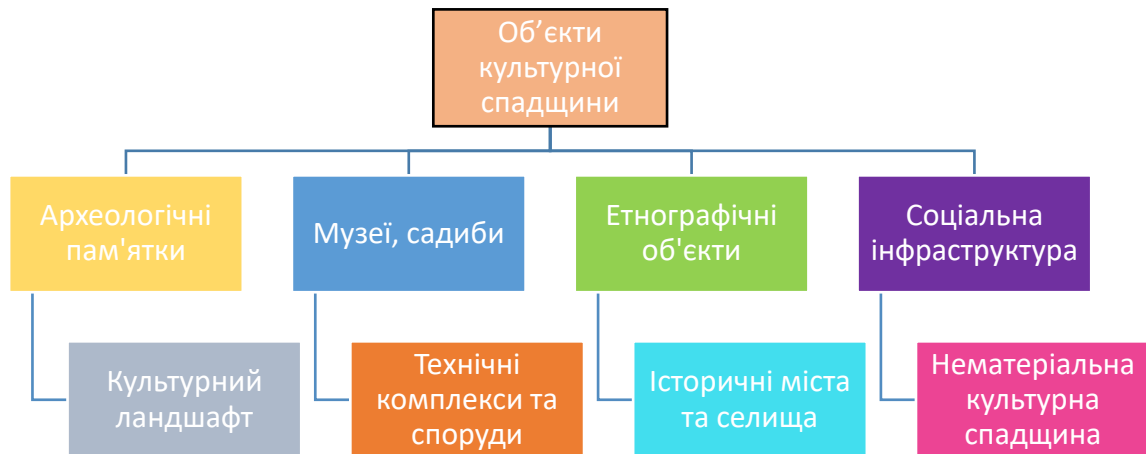 Об’єкти
культурної
спадщини
Археологічні
пам'ятки
Музеї, садиби
Етнографічні
об'єкти
Соціальна
інфраструктура
Культурний
ландшафт
Технічні
комплекси та
споруди
Історичні міста
та селища
Нематеріальна
культурна
спадщина